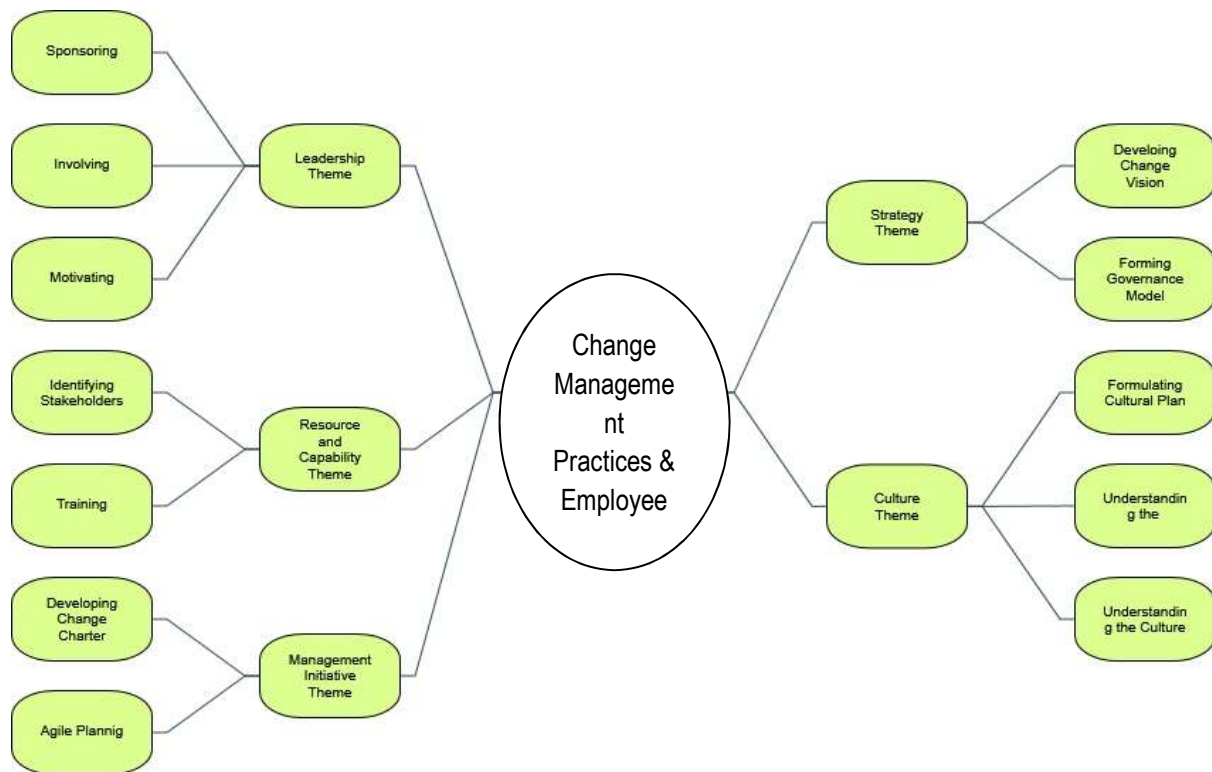 Sponsoring
Involving
Motivating
Leadership
Theme
Identifying
Stakeholders
Training
Resource
and
Capability
Theme
Developing
Change
Charter
Agile Plannig
Management
Initiative
Theme
Change
Manageme
nt
Practices &
Employee
Strategy
Theme
Develoing
Change
Vision
Forming
Governance
Model
Culture
Theme
Formulating
Cultural Plan
Understandin
g the
Understandin
g the Culture